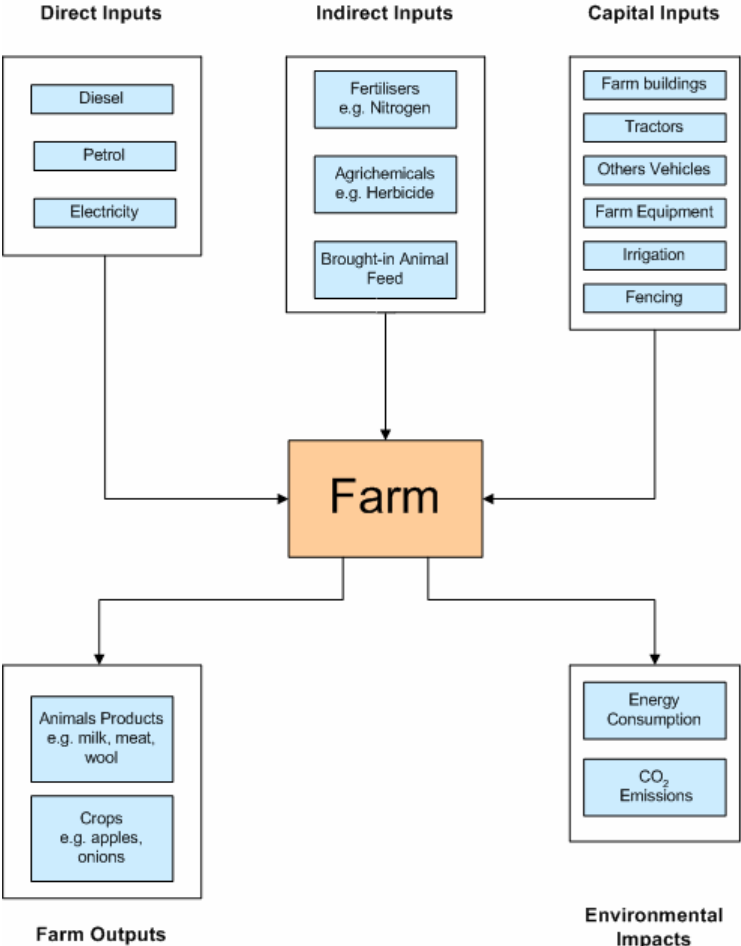 Direct Inputs
Indirect Inputs
Capital Inputs
Diesel
Petrol
Electricity
Fertilisers
e.g. Nitrogen
Agrichemicals
e.g. Herbicide
Brought-in Animal
Feed
Farm buildings
Tractors
Others Vehicles
Farm Equipment
Irrigation
Fencing
Farm
Animals Products
e.g. milk, meat,
wool
Crops
e.g. apples,
onions
Farm Outputs
Energy
Consumption
CO₂
Emissions
Environmental
Impacts